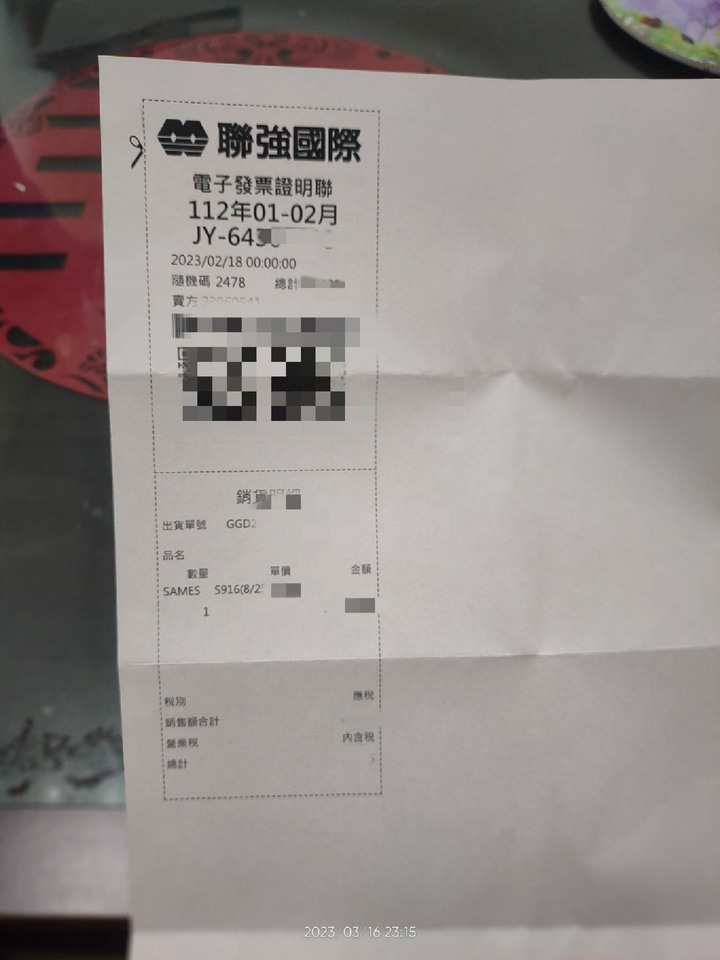 聯強國際
電子發票證明聯
112年01-02月
JY-643
2023/02/18 00:00:00
隨機碼 2478 總計
賣方
銷貨明細
出貨單號 GGD2
品名
數量 單價 金額
SAMES S916(8/25
1
稅別 應稅
銷售額合計
營業稅 內含稅
總計
2023/03/16 23:15